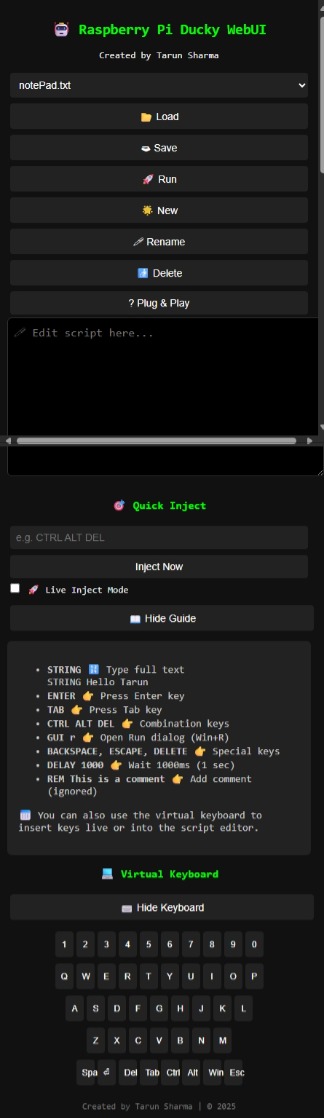 Raspberry Pi Ducky WebUI
Created by Tarun Sharma
notePad.txt
Load
Save
Run
New
Rename
Delete
? Plug & Play
Edit script here...
Quick Inject
e.g. CTRL ALT DEL
Inject Now
Live Inject Mode
Hide Guide
• STRING 🔢 Type full text
STRING Hello Tarun
• ENTER 👉 Press Enter key
• TAB 👉 Press Tab key
• CTRL ALT DEL 👉 Combination keys
• GUI r 👉 Open Run dialog (Win+R)
• BACKSPACE, ESCAPE, DELETE 👉 Special keys
• DELAY 1000 👉 Wait 1000ms (1 sec)
• REM This is a comment 👉 Add comment
(ignored)
You can also use the virtual keyboard to
insert keys live or into the script editor.
Virtual Keyboard
Hide Keyboard
1 2 3 4 5 6 7 8 9 0
Q W E R T Y U I O P
A S D F G H J K L
Z X C V B N M
Spa ⏎ Del Tab Ctrl Alt Win Esc
Created by Tarun Sharma | © 2025